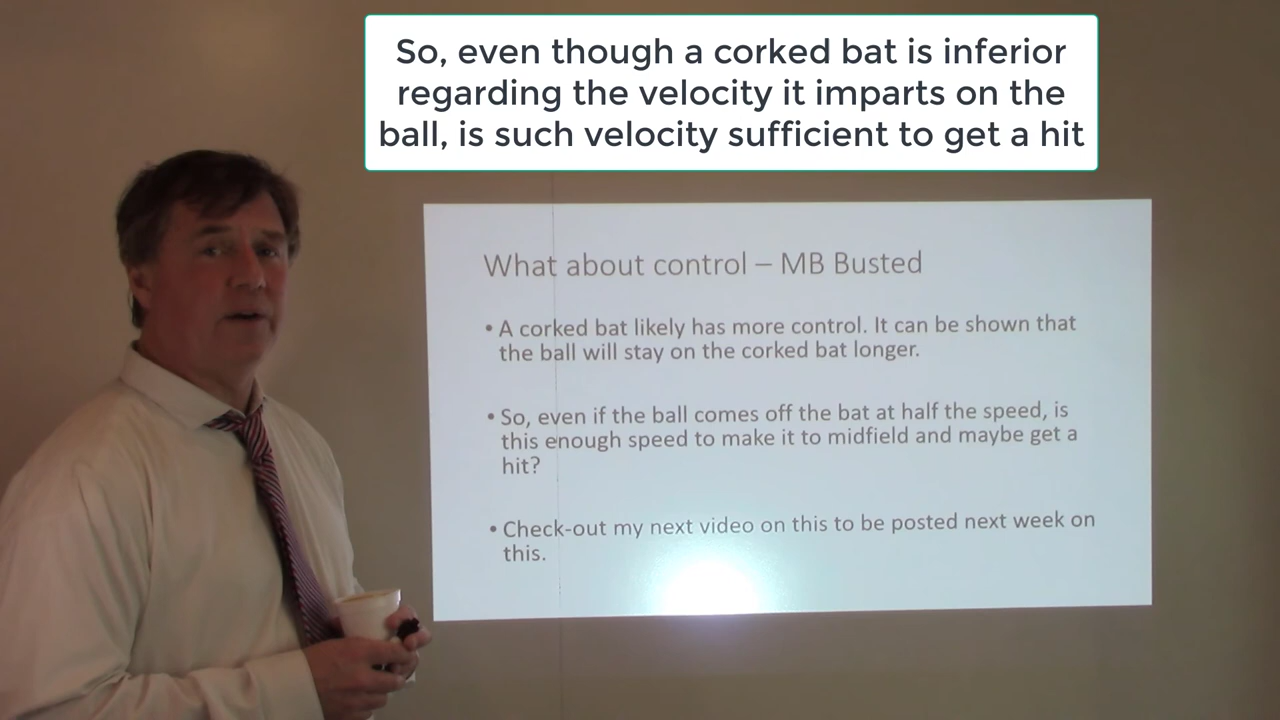 So, even though a corked bat is inferior
regarding the velocity it imparts on the
ball, is such velocity sufficient to get a hit
What about control – MB Busted
• A corked bat likely has more control. It can be shown that
the ball will stay on the corked bat longer.
• So, even if the ball comes off the bat at half the speed, is
this enough speed to make it to midfield and maybe get a
hit?
• Check-out my next video on this to be posted next week on
this.